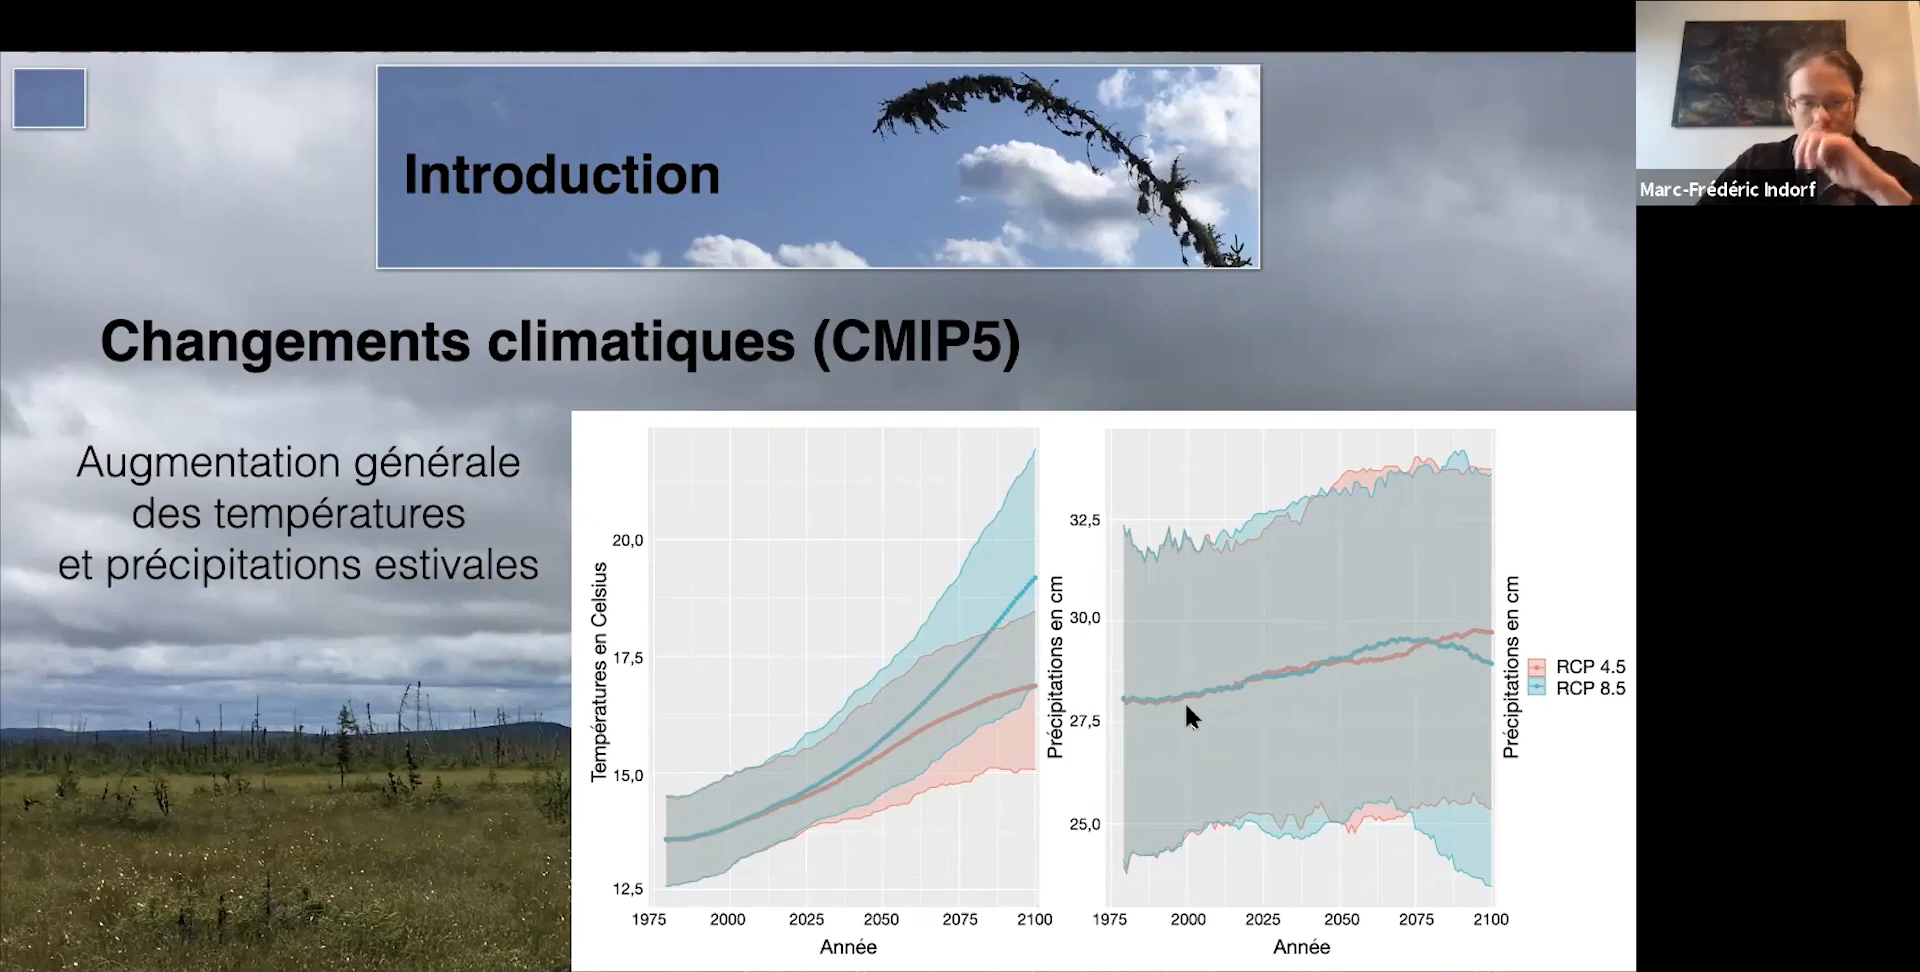 Introduction
Marc-Frédéric Indorf
Changements climatiques (CMIP5)
Augmentation générale
des températures
et précipitations estivales
Températures en Celsius
20,0
17,5
15,0
12,5
1975 2000 2025 2050 2075 2100
Année
Précipitations en cm
32,5
30,0
27,5
25,0
1975 2000 2025 2050 2075 2100
Année
Précipitations en cm
RCP 4.5
RCP 8.5